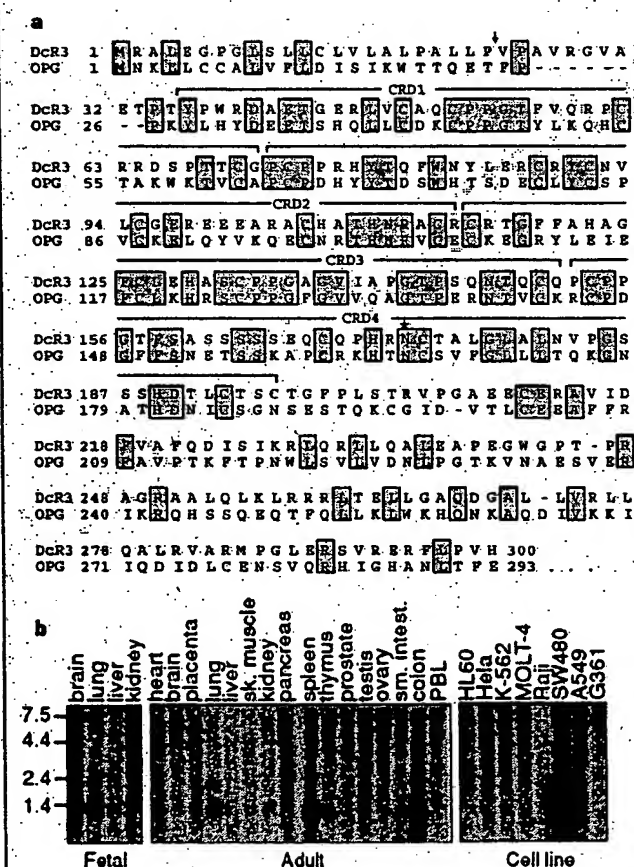 a
DcR3 1 M R A L E G P G L S L L C L V L A L P A L L P V P A V R G V A
OPG 1 M N K L L C C A L V F L D I S I K W T T Q E T F P - - - - - -
CRD1
DcR3 32 E T P T Y P W R D A E T G E R L V C A Q C P P G T F V Q R P C
OPG 26 - - P K Y L H Y D E E T S H Q L L C D K C P P G T Y L K Q H C
DcR3 63 R R D S P T T C G P C P P R H Y T Q F W N Y L E R C R Y C N V
OPG 55 T A K W K T V C A P C P D H Y Y T D S W H T S D E C L Y C S P
CRD2
DcR3 94 L C G E R E E E A R A C H A T H N R A C R C R T G F F A H A G
OPG 86 V C K E L Q Y V K Q E C N R T H N R V C E C K E G R Y L E I E
CRD3
DcR3 125 F C L E H A S C P P G A G V I A P G T P S Q N T Q C Q P C P P
OPG 117 F C L K H R S C P P G F G V V Q A G T P E R N T V C K R C P D
CRD4
DcR3 156 G T F S A S S S S S E Q C Q P H R N C T A L G L A L N V P G S
OPG 148 G F F S N E T S S K A P C R K H T N C S V F G L L L T Q K G N
DcR3 187 S S H D T L C T S C T G F P L S T R V P G A E E C E R A V I D
OPG 179 A T H D N I C S G N S E S T Q K C G I D - V T L C E E A F F R
DcR3 218 F V A F Q D I S I K R L Q R L L Q A L E A P E G W G P T - P R
OPG 209 F A V P T K F T P N W L S V L V D N L P G T K V N A E S V E R
DcR3 248 A G R A A L Q L K L R R R L T E L L G A Q D G A L - L V R L L
OPG 240 I K R Q H S S Q E Q T F Q L L K L W K H Q N K A Q D I V K K I
DcR3 278 Q A L R V A R M P G L E R S V R E R F L P V H 300
OPG 271 I Q D I D L C E N S V Q R H I G H A N L T F E 293 . . . .
b
brain lung liver kidney heart brain placenta lung liver sk. muscle kidney pancreas spleen thymus prostate testis ovary sm. intest. colon PBL HL60 Hela K-562 MOLT-4 Raji SW480 A549 G361
7.5
4.4
2.4
1.4
Fetal Adult Cell line